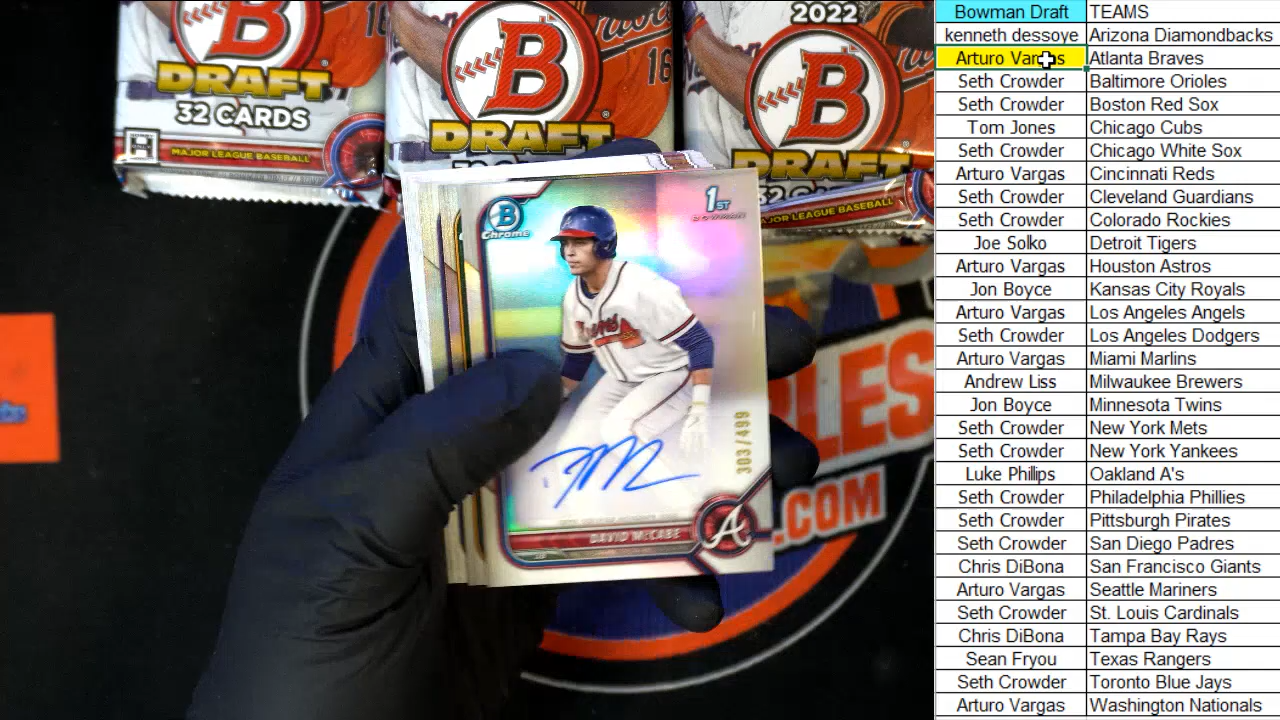 DRAFT
32 CARDS
MAJOR LEAGUE BASEBALL
B
DRAFT
16
2022
B
DRAFT
MAJOR LEAGUE BASEBALL
B
Chrome
1ST
BOWMAN
Braves
303/499
DAVID McCABE
A
LES
.COM
Bowman Draft TEAMS
kenneth dessoye Arizona Diamondbacks
Arturo Vargas Atlanta Braves
Seth Crowder Baltimore Orioles
Seth Crowder Boston Red Sox
Tom Jones Chicago Cubs
Seth Crowder Chicago White Sox
Arturo Vargas Cincinnati Reds
Seth Crowder Cleveland Guardians
Seth Crowder Colorado Rockies
Joe Solko Detroit Tigers
Arturo Vargas Houston Astros
Jon Boyce Kansas City Royals
Arturo Vargas Los Angeles Angels
Seth Crowder Los Angeles Dodgers
Arturo Vargas Miami Marlins
Andrew Liss Milwaukee Brewers
Jon Boyce Minnesota Twins
Seth Crowder New York Mets
Seth Crowder New York Yankees
Luke Philips Oakland A's
Seth Crowder Philadelphia Phillies
Seth Crowder Pittsburgh Pirates
Seth Crowder San Diego Padres
Chris DiBona San Francisco Giants
Arturo Vargas Seattle Mariners
Seth Crowder St. Louis Cardinals
Chris DiBona Tampa Bay Rays
Sean Fryou Texas Rangers
Seth Crowder Toronto Blue Jays
Arturo Vargas Washington Nationals